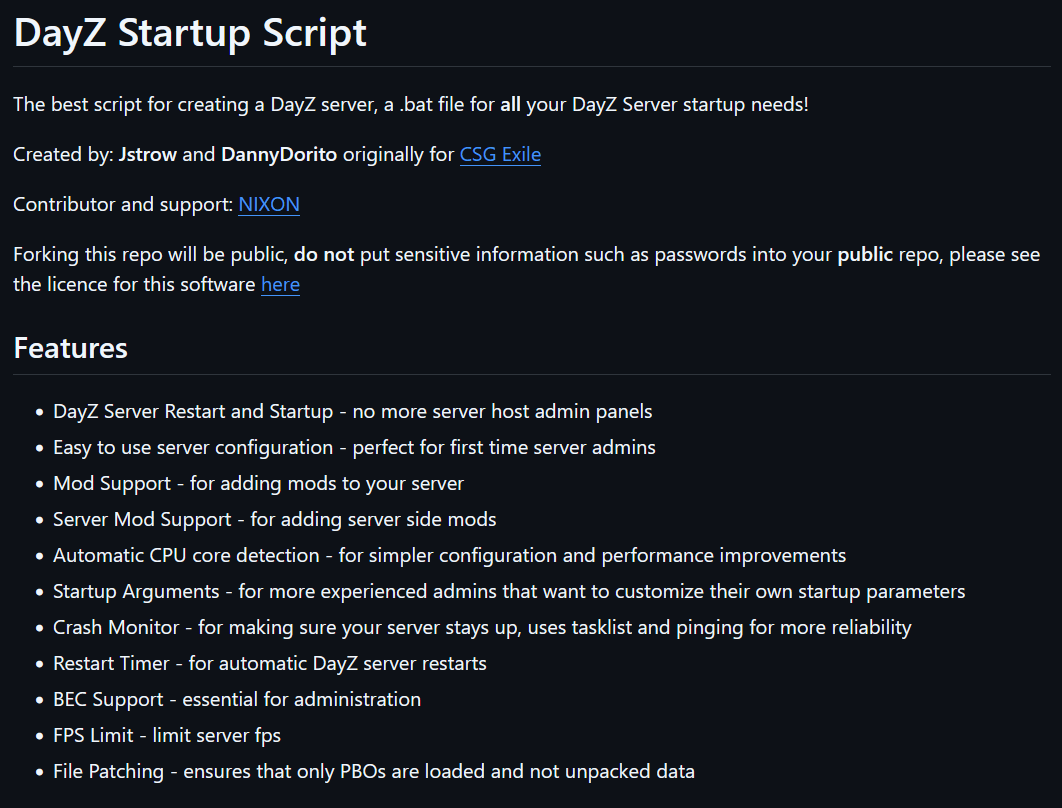 DayZ Startup Script
The best script for creating a DayZ server, a .bat file for all your DayZ Server startup needs!
Created by: Jstrow and DannyDorito originally for CSG Exile
Contributor and support: NIXON
Forking this repo will be public, do not put sensitive information such as passwords into your public repo, please see
the licence for this software here
Features
• DayZ Server Restart and Startup - no more server host admin panels
• Easy to use server configuration - perfect for first time server admins
• Mod Support - for adding mods to your server
• Server Mod Support - for adding server side mods
• Automatic CPU core detection - for simpler configuration and performance improvements
• Startup Arguments - for more experienced admins that want to customize their own startup parameters
• Crash Monitor - for making sure your server stays up, uses tasklist and pinging for more reliability
• Restart Timer - for automatic DayZ server restarts
• BEC Support - essential for administration
• FPS Limit - limit server fps
• File Patching - ensures that only PBOs are loaded and not unpacked data